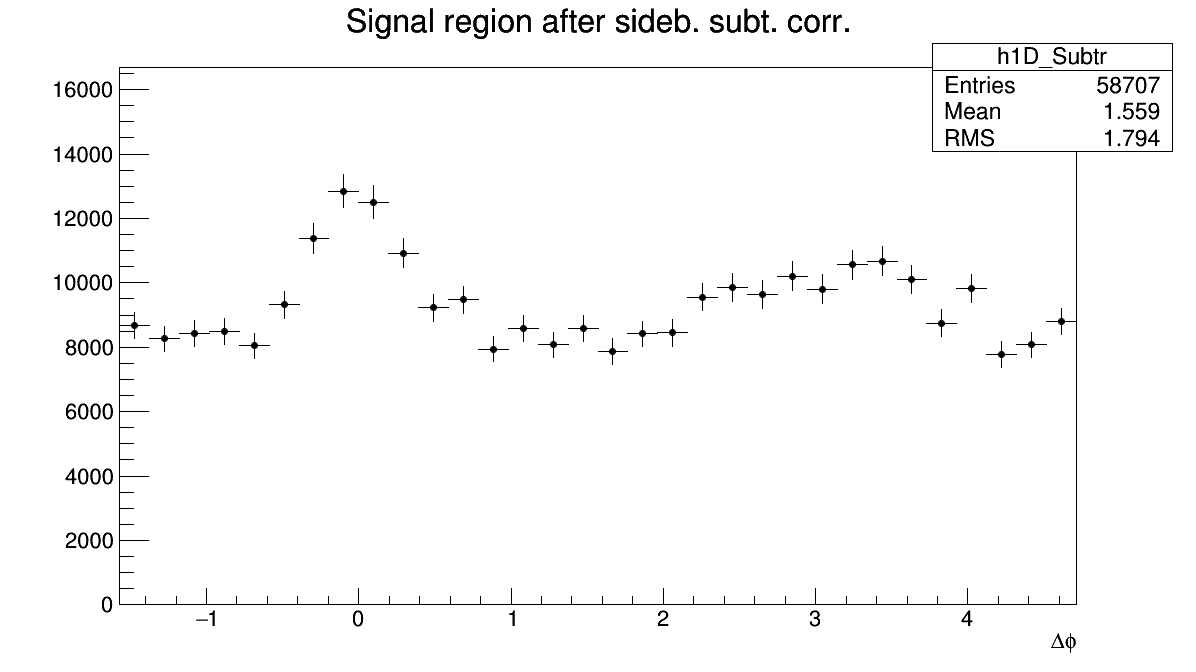 Signal region after sideb. subt. corr.
h1D_Subtr
Entries 58707
Mean 1.559
RMS 1.794
16000
14000
12000
10000
8000
6000
4000
2000
0
−1 0 1 2 3 4
Δϕ